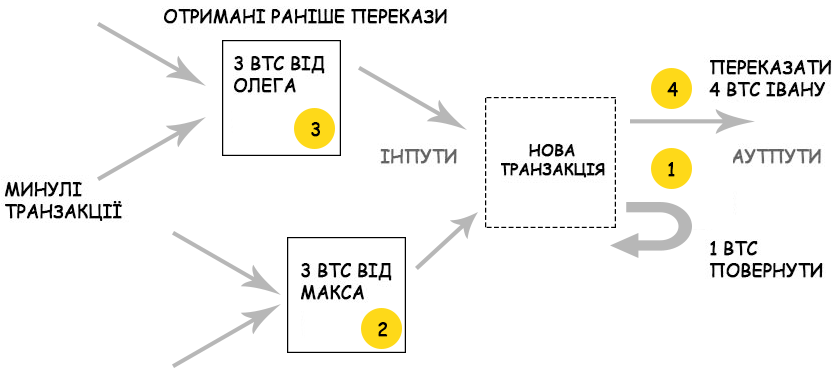 ОТРИМАНІ РАНІШЕ ПЕРЕКАЗИ
3 BTC ВІД
ОЛЕГА
3
ІНПУТИ
НОВА
ТРАНЗАКЦІЯ
4
ПЕРЕКАЗАТИ
4 BTC ІВАНУ
АУТПУТИ
1
1 BTC
ПОВЕРНУТИ
МИНУЛІ
ТРАНЗАКЦІЇ
3 BTC ВІД
МАКСА
2